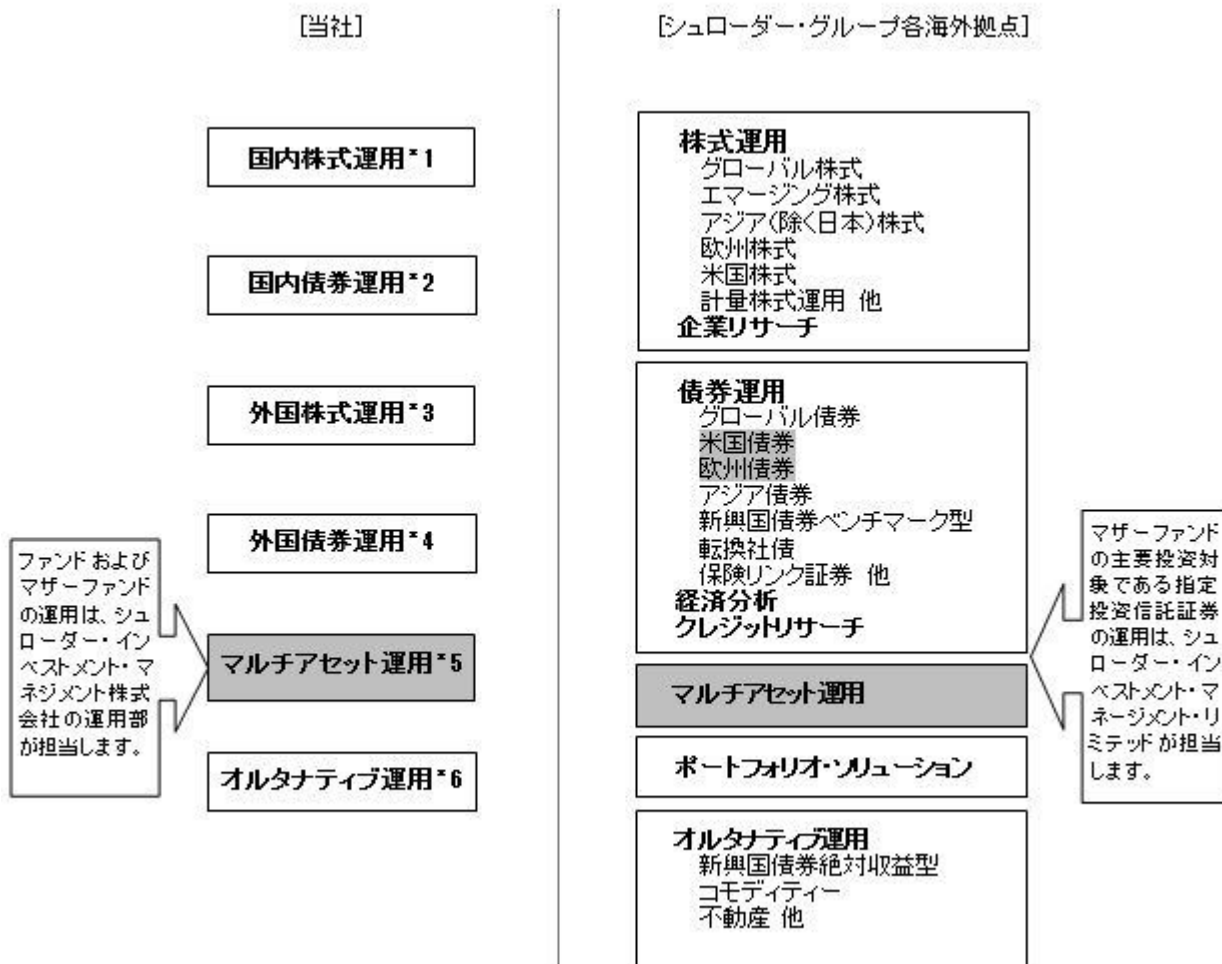 [当社]
[シュローダー・グループ各海外拠点]
国内株式運用*1
国内債券運用*2
外国株式運用*3
外国債券運用*4
マルチアセット運用*5
オルタナティブ運用*6
ファンドおよび
マザーファンド
の運用は、シュ
ローダー・イン
ベストメント・マ
ネジメント株式
会社の運用部
が担当します。
株式運用
グローバル株式
エマージング株式
アジア(除く日本)株式
欧州株式
米国株式
計量株式運用 他
企業リサーチ
債券運用
グローバル債券
米国債券
欧州債券
アジア債券
新興国債券ベンチマーク型
転換社債
保険リンク証券 他
経済分析
クレジットリサーチ
マルチアセット運用
ポートフォリオ・ソリューション
オルタナティブ運用
新興国債券絶対収益型
コモディティー
不動産 他
マザーファンド
の主要投資対
象である指定
投資信託証券
の運用は、シュ
ローダー・イン
ベストメント・マ
ネージメント・リ
ミテッドが担当
します。